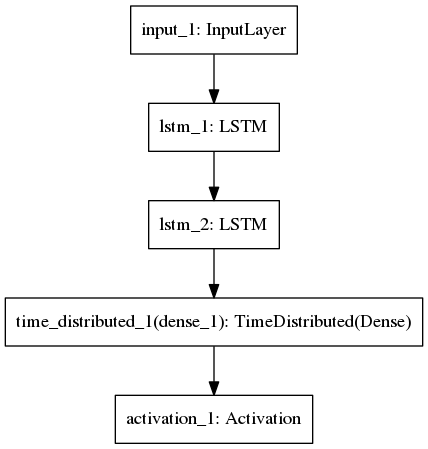 input_1: InputLayer
lstm_1: LSTM
lstm_2: LSTM
time_distributed_1(dense_1): TimeDistributed(Dense)
activation_1: Activation